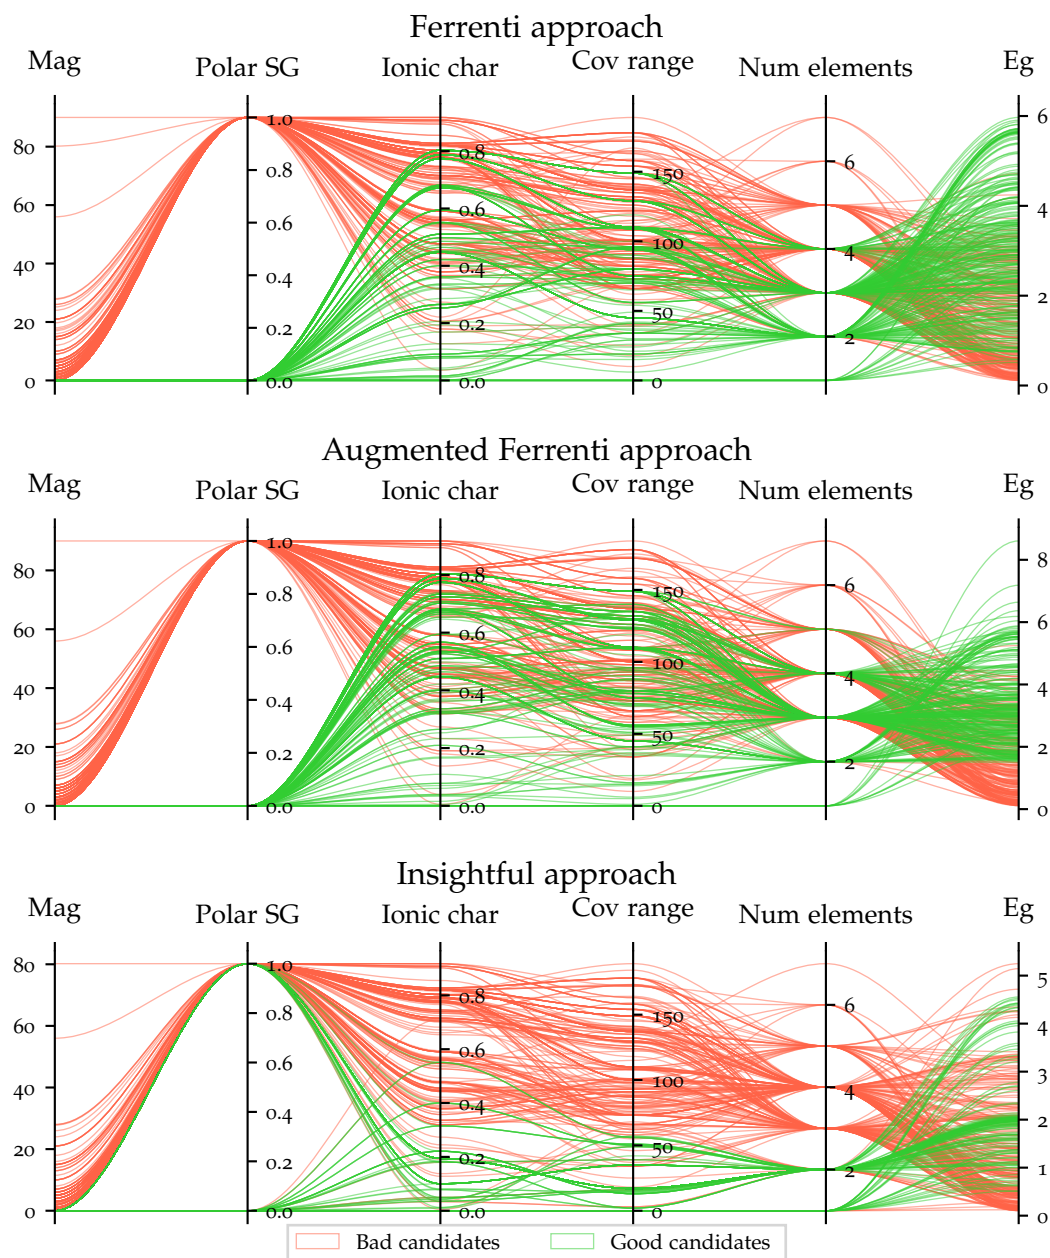 Ferrenti approach
Mag Polar SG Ionic char Cov range Num elements Eg
80 60 40 20 0
1.0 0.8 0.6 0.4 0.2 0.0
0.8 0.6 0.4 0.2 0.0
150 100 50 0
6 4 2
6 4 2 0
Augmented Ferrenti approach
Mag Polar SG Ionic char Cov range Num elements Eg
80 60 40 20 0
1.0 0.8 0.6 0.4 0.2 0.0
0.8 0.6 0.4 0.2 0.0
150 100 50 0
6 4 2
8 6 4 2 0
Insightful approach
Mag Polar SG Ionic char Cov range Num elements Eg
80 60 40 20 0
1.0 0.8 0.6 0.4 0.2 0.0
0.8 0.6 0.4 0.2 0.0
150 100 50 0
6 4 2
5 4 3 2 1 0
Bad candidates Good candidates